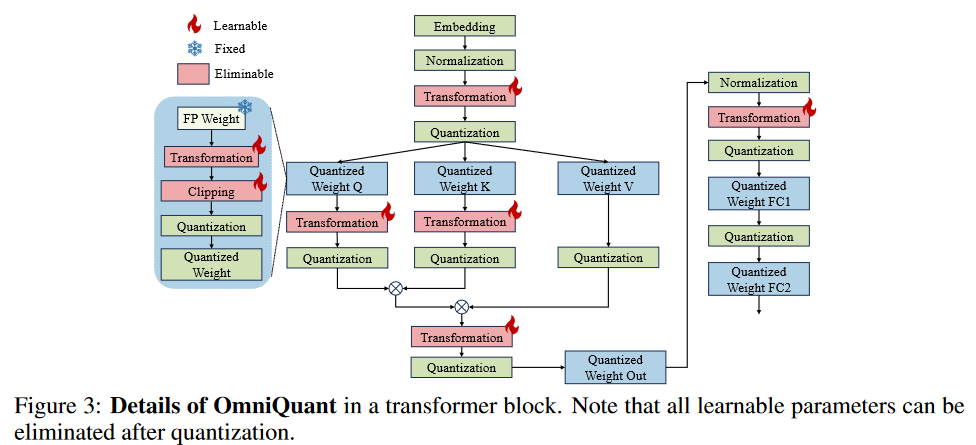 Learnable
Fixed
Eliminable
FP Weight
Transformation
Clipping
Quantization
Quantized
Weight
Embedding
Normalization
Transformation
Quantization
Quantized
Weight Q
Quantized
Weight K
Quantized
Weight V
Transformation
Transformation
Quantization
Quantization
Quantization
Transformation
Quantization
Quantized
Weight Out
Normalization
Transformation
Quantization
Quantized
Weight FC1
Quantization
Quantized
Weight FC2
Figure 3: Details of OmniQuant in a transformer block. Note that all learnable parameters can be
eliminated after quantization.